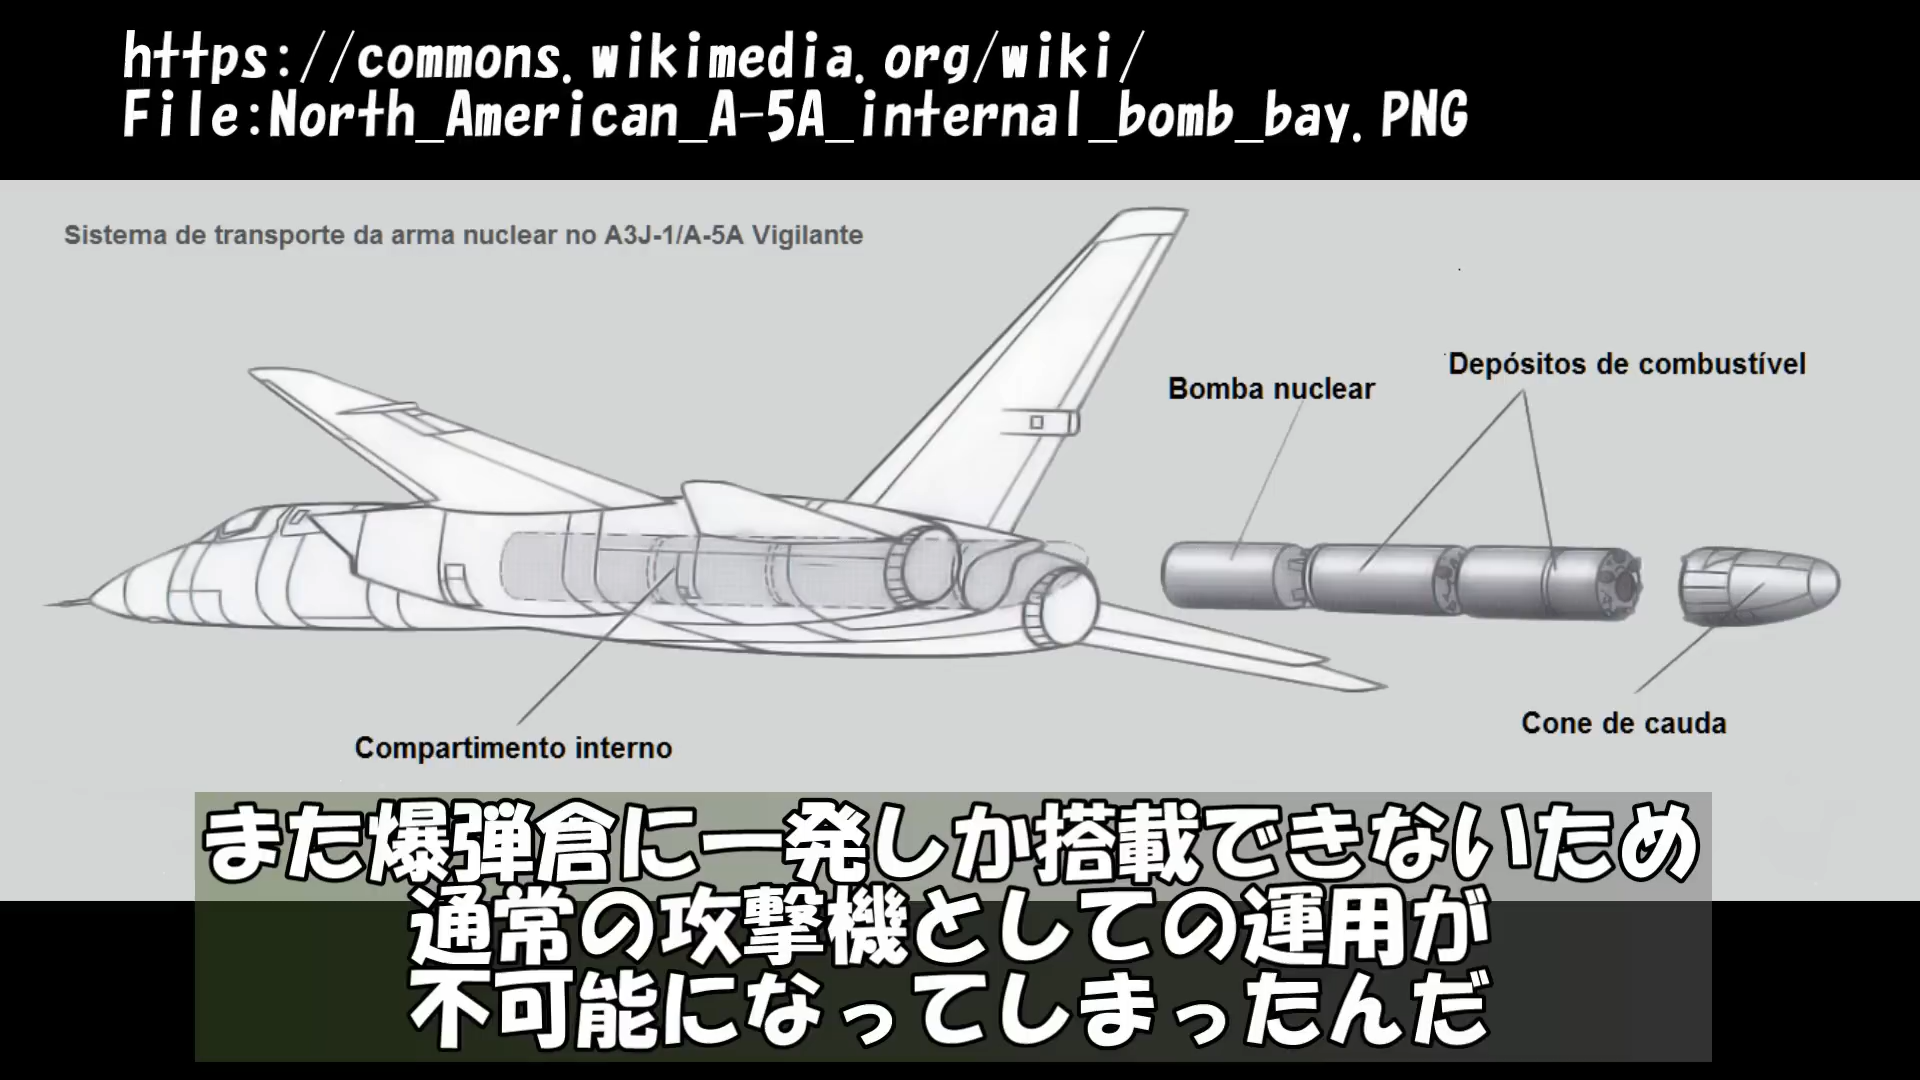 https://commons.wikimedia.org/wiki/
File:North_American_A-5A_internal_bomb_bay.PNG
Sistema de transporte da arma nuclear no A3J-1/A-5A Vigilante
Depósitos de combustível
Bomba nuclear
Cone de cauda
Compartimento interno
また爆弾倉に一発しか搭載できないため
通常の攻撃機としての運用が
不可能になってしまったんだ